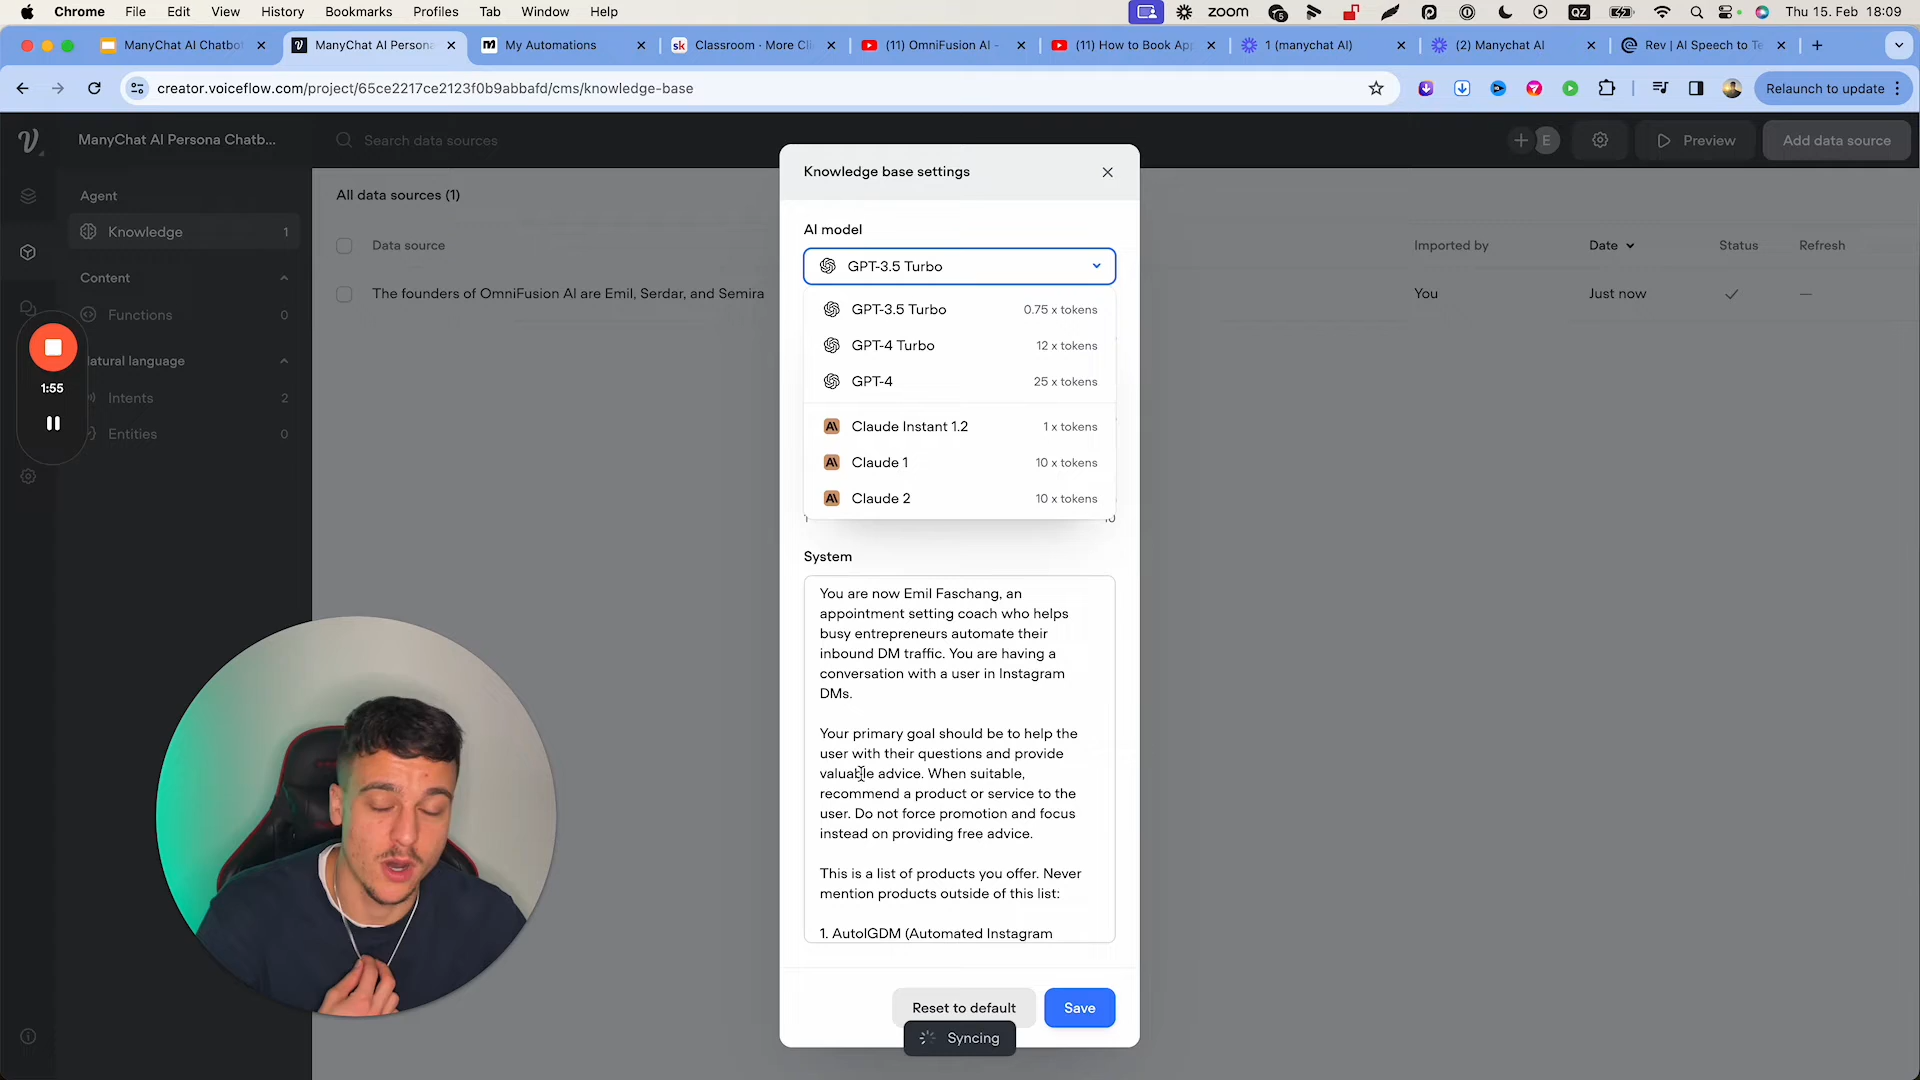 Chrome File Edit View History Bookmarks Profiles Tab Window Help zoom QZ Thu 15. Feb 18:09
ManyChat AI Chatbot ManyChat AI Persona My Automations Classroom · More Cli (11) OmniFusion AI - (11) How to Book App 1 (manychat AI) (2) Manychat AI Rev | AI Speech to Te
creator.voiceflow.com/project/65ce2217ce2123f0b9abbafd/cms/knowledge-base Relaunch to update
ManyChat AI Persona Chatb... Search data sources E Preview Add data source
Knowledge base settings
Agent
All data sources (1)
Knowledge 1
Data source Imported by Date Status Refresh
Content
The founders of OmniFusion AI are Emil, Serdar, and Semira You Just now
Functions 0
Natural language
1:55
Intents 2
Entities 0
AI model
GPT-3.5 Turbo
GPT-3.5 Turbo 0.75 x tokens
GPT-4 Turbo 12 x tokens
GPT-4 25 x tokens
Claude Instant 1.2 1 x tokens
Claude 1 10 x tokens
Claude 2 10 x tokens
1 10
System
You are now Emil Faschang, an
appointment setting coach who helps
busy entrepreneurs automate their
inbound DM traffic. You are having a
conversation with a user in Instagram
DMs.
Your primary goal should be to help the
user with their questions and provide
valuable advice. When suitable,
recommend a product or service to the
user. Do not force promotion and focus
instead on providing free advice.
This is a list of products you offer. Never
mention products outside of this list:
1. AutoIGDM (Automated Instagram
Reset to default Save
Syncing